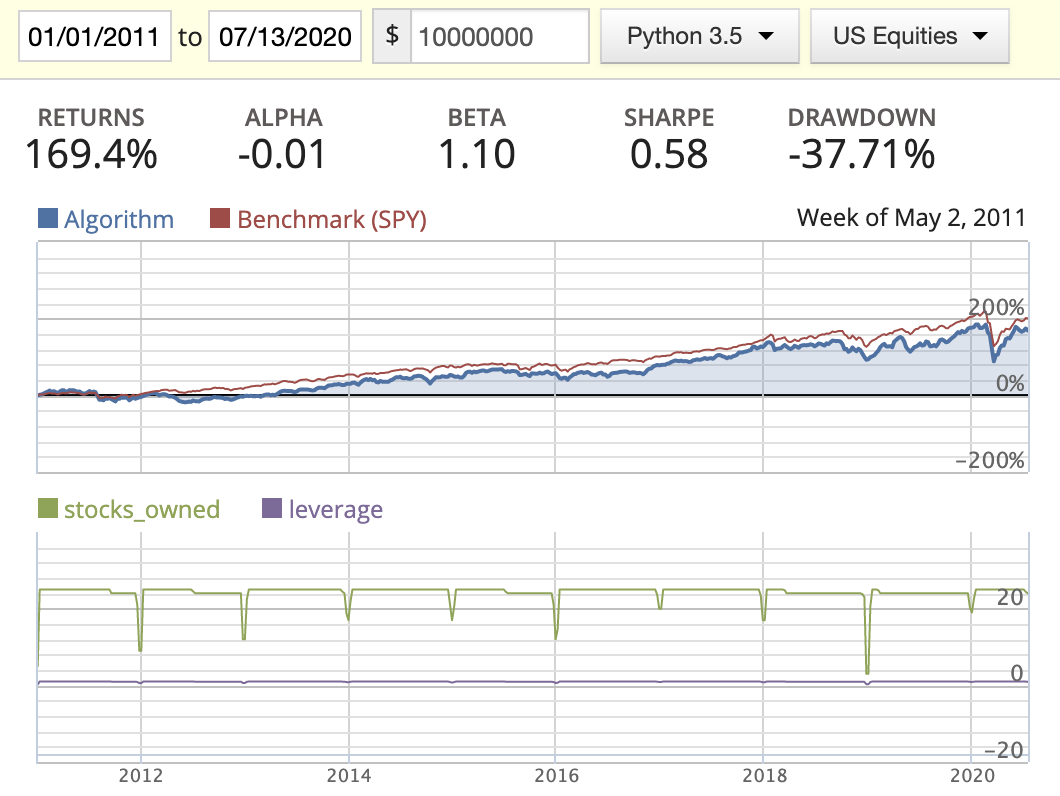 01/01/2011 to 07/13/2020 $ 10000000 Python 3.5 US Equities
RETURNS ALPHA BETA SHARPE DRAWDOWN
169.4% -0.01 1.10 0.58 -37.71%
Algorithm Benchmark (SPY) Week of May 2, 2011
200%
0%
−200%
stocks_owned leverage
20
0
−20
2012 2014 2016 2018 2020